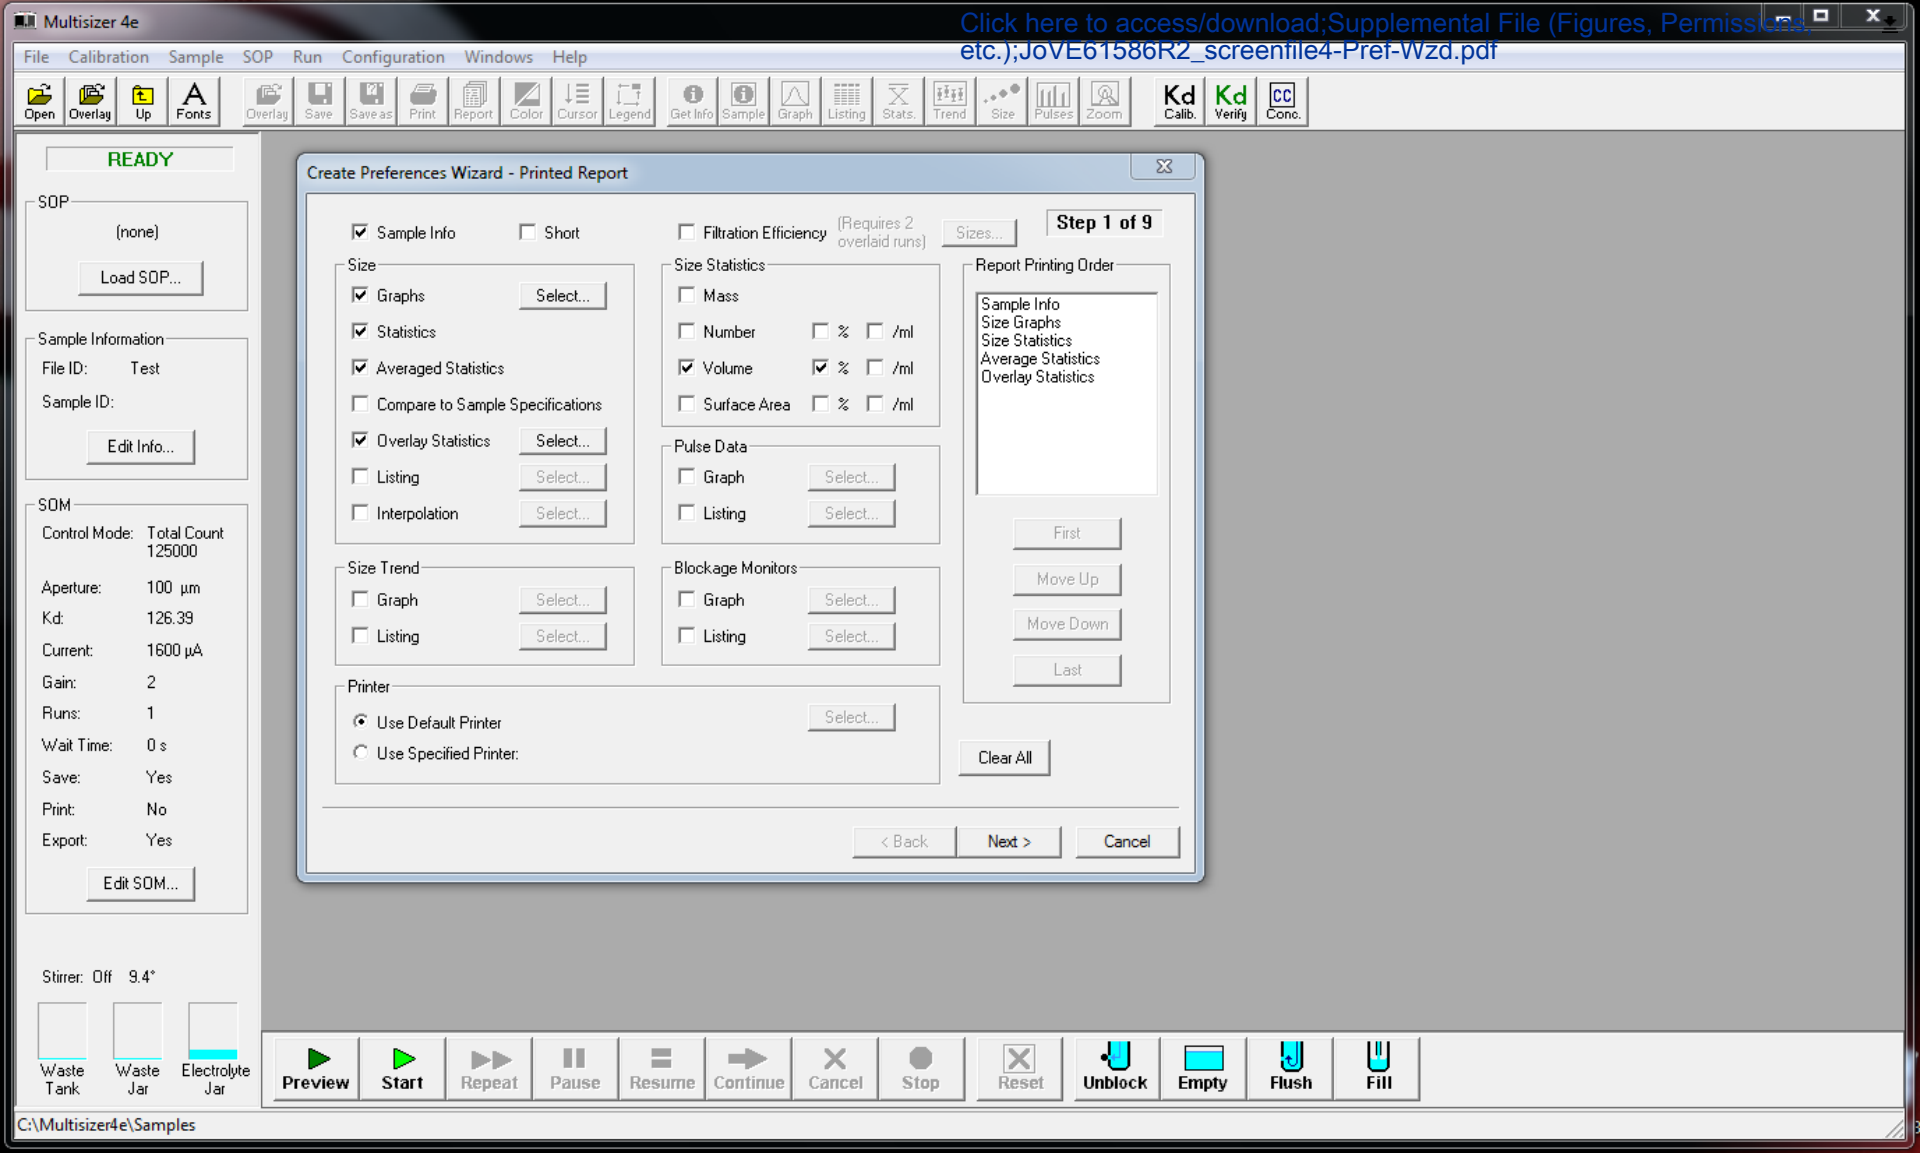 Multisizer 4e
Click here to access/download;Supplemental File (Figures, Permissions,
etc.);JoVE61586R2_screenfile4-Pref-Wzd.pdf
File Calibration Sample SOP Run Configuration Windows Help
Open Overlay Up Fonts Overlay Save Save as Print Report Color Cursor Legend Get Info Sample Graph Listing Stats. Trend Size Pulses Zoom Kd Calib. Kd Verify CC Conc.
READY
SOP
(none)
Load SOP...
Sample Information
File ID: Test
Sample ID:
Edit Info...
SOM
Control Mode: Total Count
125000
Aperture: 100 µm
Kd: 126.39
Current: 1600 µA
Gain: 2
Runs: 1
Wait Time: 0 s
Save: Yes
Print: No
Export: Yes
Edit SOM...
Stirrer: Off 9.4°
Waste Tank
Waste Jar
Electrolyte Jar
Create Preferences Wizard - Printed Report
Sample Info Short Filtration Efficiency (Requires 2 overlaid runs) Sizes... Step 1 of 9
Size
Graphs Select...
Statistics
Averaged Statistics
Compare to Sample Specifications
Overlay Statistics Select...
Listing Select...
Interpolation Select...
Size Statistics
Mass
Number % /ml
Volume % /ml
Surface Area % /ml
Pulse Data
Graph Select...
Listing Select...
Size Trend
Graph Select...
Listing Select...
Blockage Monitors
Graph Select...
Listing Select...
Printer
Use Default Printer Select...
Use Specified Printer:
Report Printing Order
Sample Info
Size Graphs
Size Statistics
Average Statistics
Overlay Statistics
First
Move Up
Move Down
Last
Clear All
< Back Next > Cancel
Preview Start Repeat Pause Resume Continue Cancel Stop Reset Unblock Empty Flush Fill
C:\Multisizer4e\Samples